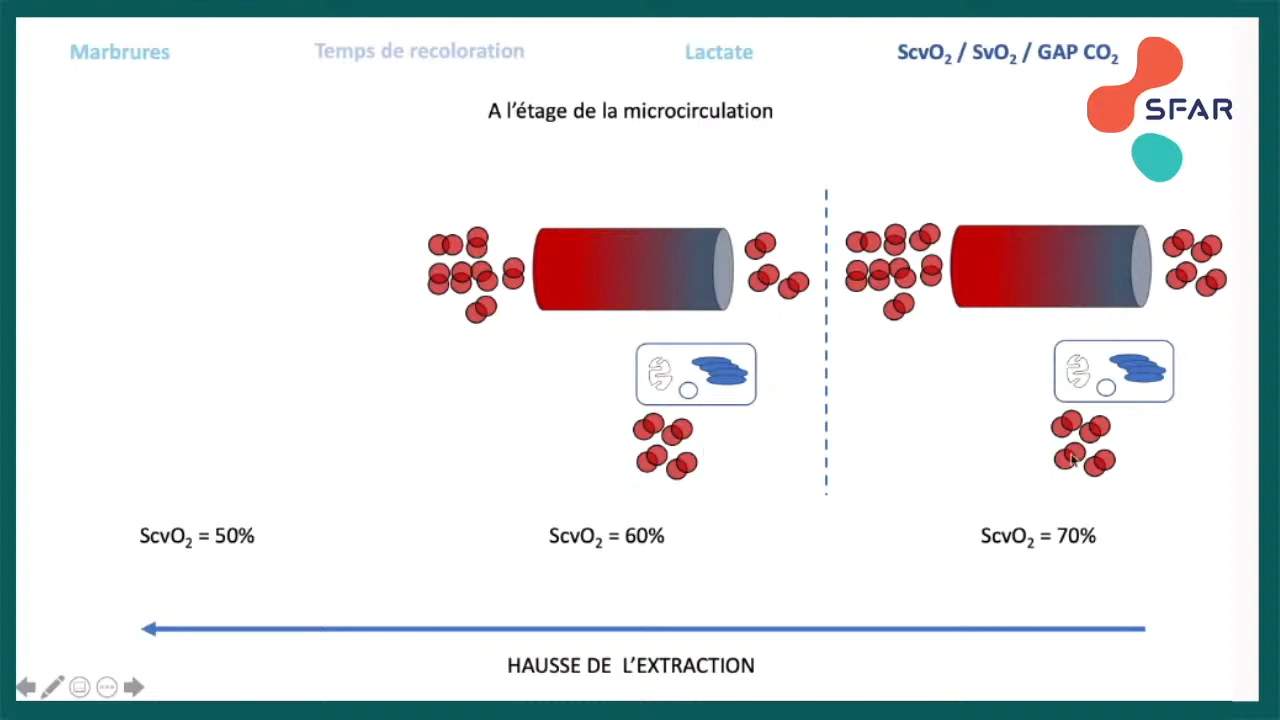 Marbrures
Temps de recoloration
Lactate
ScvO₂ / SvO₂ / GAP CO₂
SFAR
A l’étage de la microcirculation
ScvO₂ = 50%
ScvO₂ = 60%
ScvO₂ = 70%
HAUSSE DE L’EXTRACTION